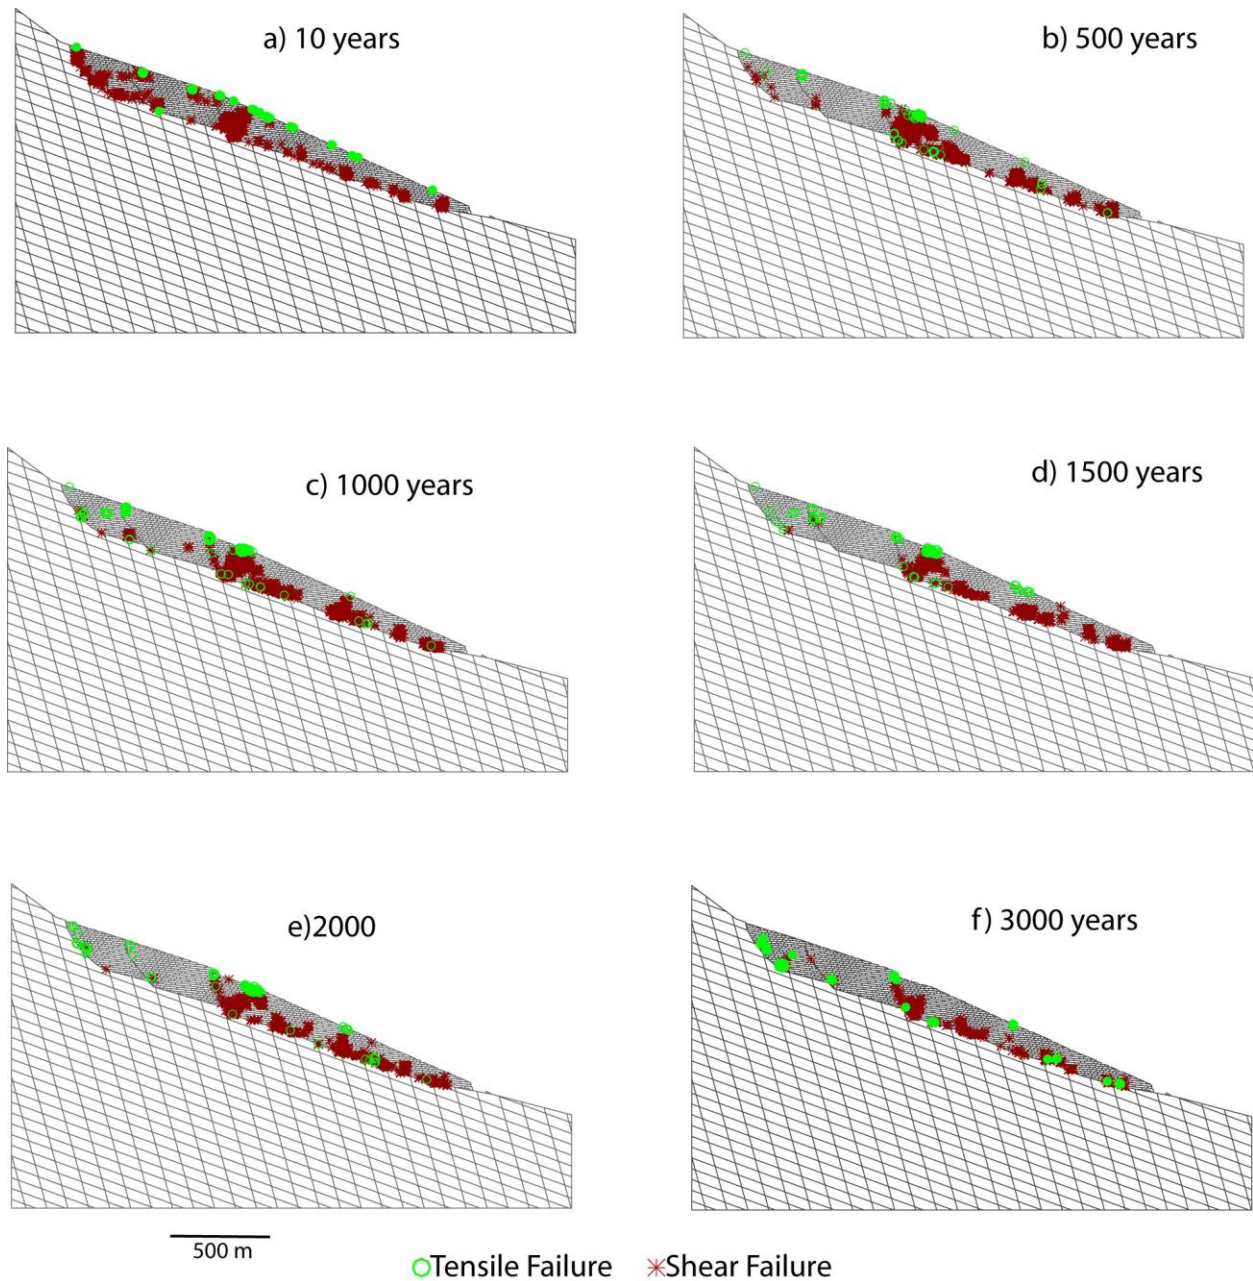 a) 10 years
b) 500 years
c) 1000 years
d) 1500 years
e)2000
f) 3000 years
500 m
Tensile Failure
Shear Failure